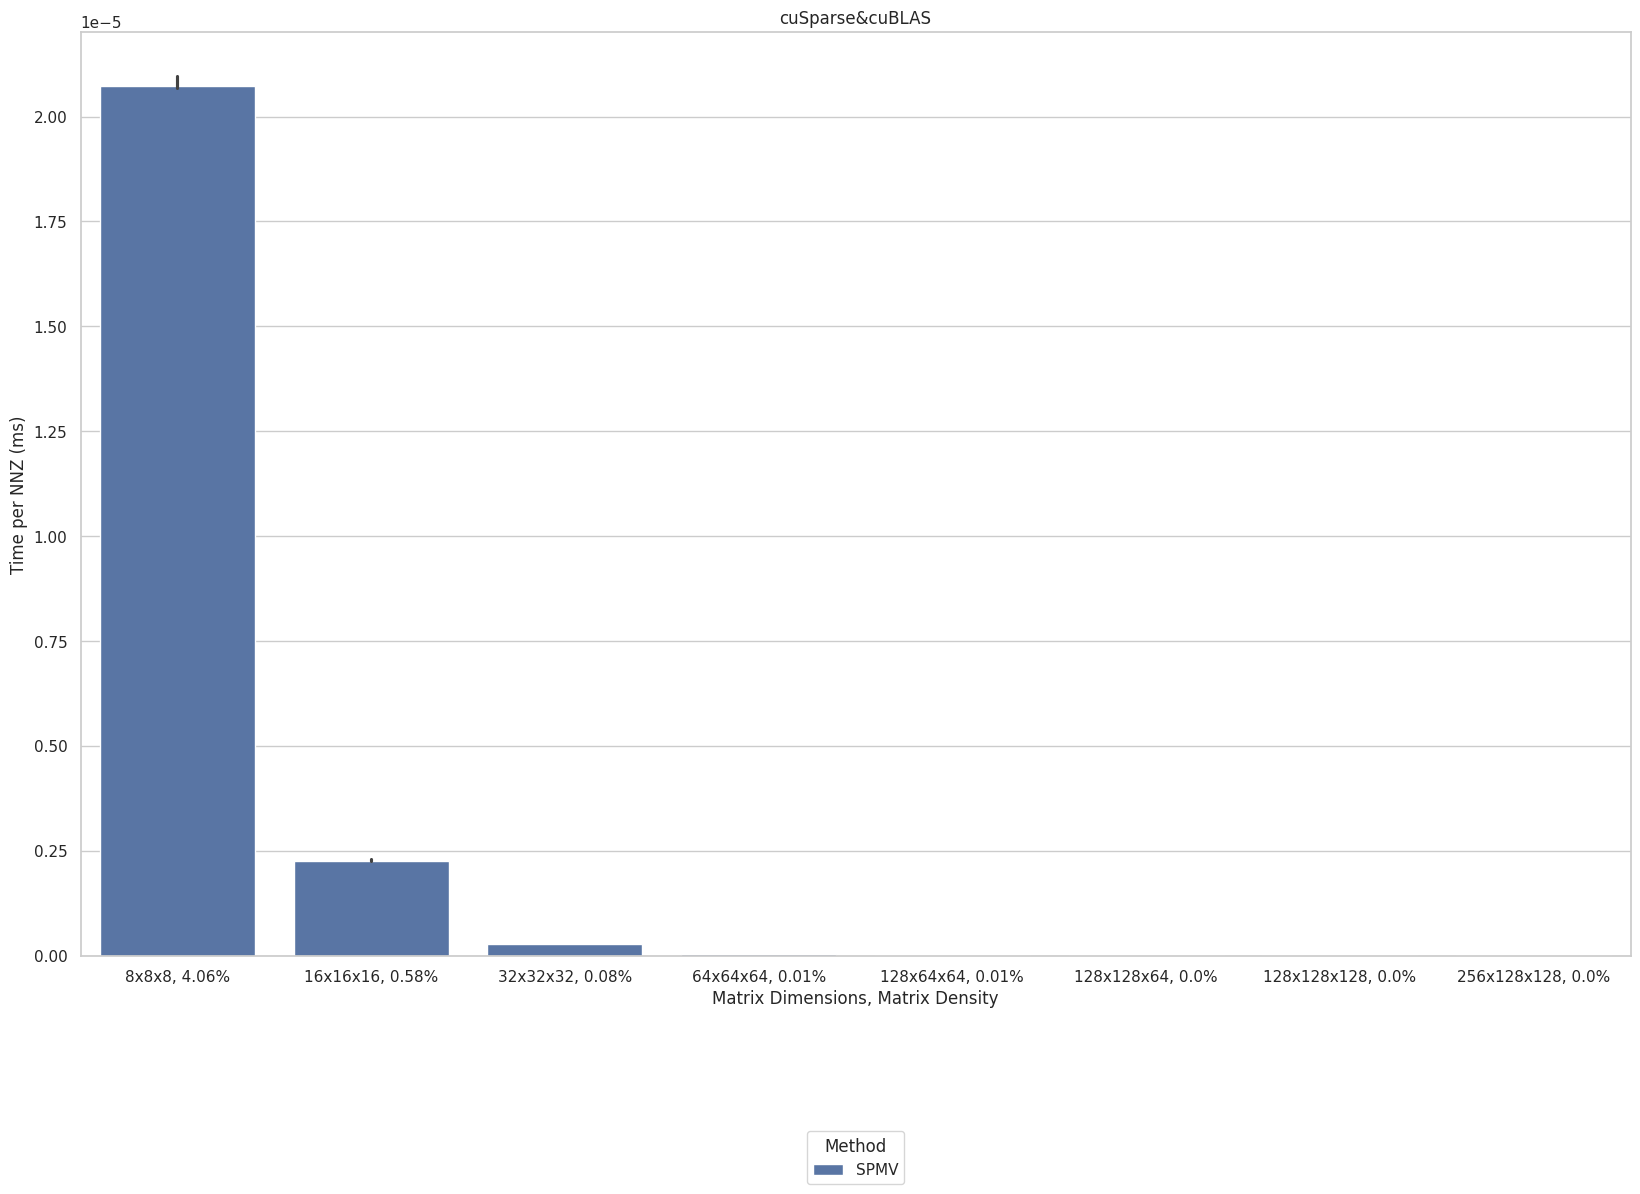 cuSparse&cuBLAS
1e−5
2.00
1.75
1.50
1.25
1.00
0.75
0.50
0.25
0.00
Time per NNZ (ms)
8x8x8, 4.06%
16x16x16, 0.58%
32x32x32, 0.08%
64x64x64, 0.01%
128x64x64, 0.01%
128x128x64, 0.0%
128x128x128, 0.0%
256x128x128, 0.0%
Matrix Dimensions, Matrix Density
Method
SPMV